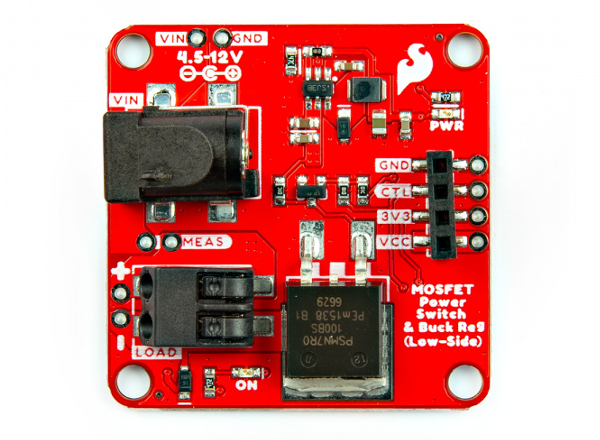 VIN GND
4.5-12V
VIN
PWR
GND
CTL
3V3
VCC
MEAS
MOSFET
Power
Switch
& Buck Reg
(Low-Side)
+
-
LOAD
ON
PSMN7R0
100BS
PEm1538 B1
6629